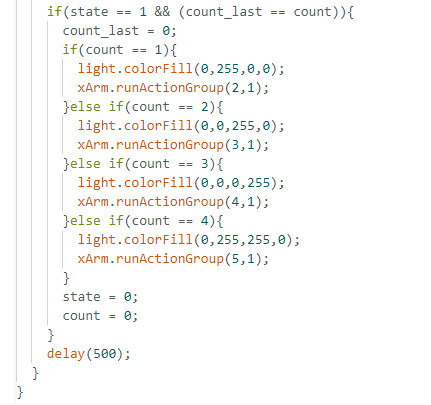 if(state == 1 && (count_last == count)){
count_last = 0;
if(count == 1){
light.colorFill(0,255,0,0);
xArm.runActionGroup(2,1);
}else if(count == 2){
light.colorFill(0,0,255,0);
xArm.runActionGroup(3,1);
}else if(count == 3){
light.colorFill(0,0,0,255);
xArm.runActionGroup(4,1);
}else if(count == 4){
light.colorFill(0,255,255,0);
xArm.runActionGroup(5,1);
}
state = 0;
count = 0;
}
delay(500);
}
}